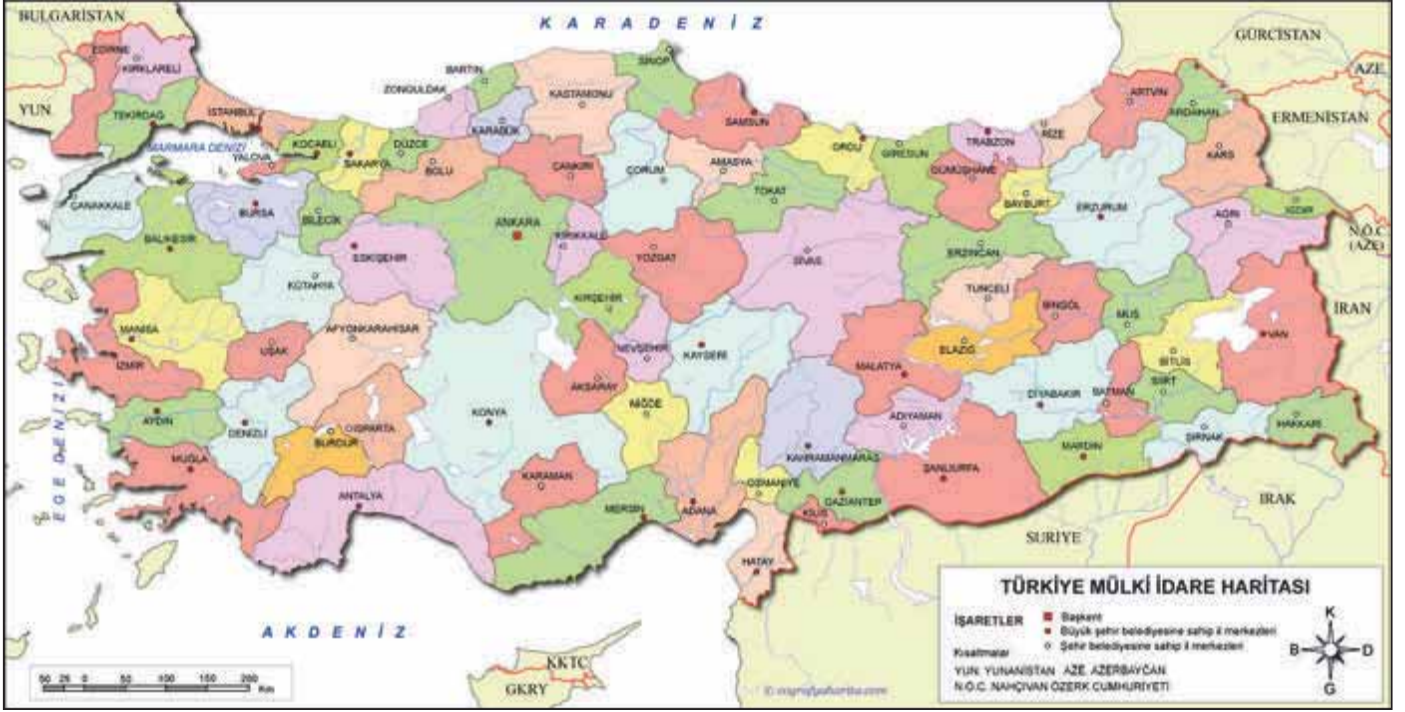 BULGARİSTAN
KARADENİZ
GÜRCİSTAN
EDİRNE
KIRKLARELİ
BARTIN
SİNOP
AZE.
ZONGULDAK
KASTAMONU
ARTVİN
YUN.
TEKİRDAĞ
İSTANBUL
KARABÜK
SAMSUN
ARDAHAN
ERMENİSTAN
MARMARA DENİZİ
YALOVA
KOCAELİ
SAKARYA
DÜZCE
BOLU
ÇANKIRI
ÇORUM
AMASYA
ORDU
GİRESUN
TRABZON
RİZE
KARS
GÜMÜŞHANE
TOKAT
BAYBURT
ERZURUM
IĞDIR
ÇANAKKALE
BURSA
BİLECİK
ANKARA
AĞRI
N.Ö.C.
(AZE)
BALIKESİR
ESKİŞEHİR
KIRIKKALE
YOZGAT
SİVAS
ERZİNCAN
KÜTAHYA
KIRŞEHİR
TUNCELİ
BİNGÖL
MUŞ
İRAN
MANİSA
AFYONKARAHİSAR
UŞAK
NEVŞEHİR
KAYSERİ
ELAZIĞ
VAN
BİTLİS
İZMİR
AKSARAY
MALATYA
SİİRT
DİYABAKIR
BATMAN
EGE DENİZİ
AYDIN
DENİZLİ
BURDUR
ISPARTA
KONYA
NİĞDE
ADIYAMAN
HAKKARİ
ŞIRNAK
MUĞLA
KAHRAMANMARAŞ
MARDİN
ANTALYA
KARAMAN
OSMANİYE
ŞANLIURFA
MERSİN
ADANA
GAZİANTEP
KİLİS
IRAK
SURİYE
HATAY
AKDENİZ
KKTC
GKRY
50 25 0 50 100 150 200
Km
© cografyaharita.com
TÜRKİYE MÜLKİ İDARE HARİTASI
İŞARETLER
Başkent
Büyük şehir belediyesine sahip il merkezleri
Şehir belediyesine sahip il merkezleri
Kısaltmalar
YUN. YUNANİSTAN AZE. AZERBAYCAN
N.Ö.C. NAHÇIVAN ÖZERK CUMHURİYETİ
K
B
D
G